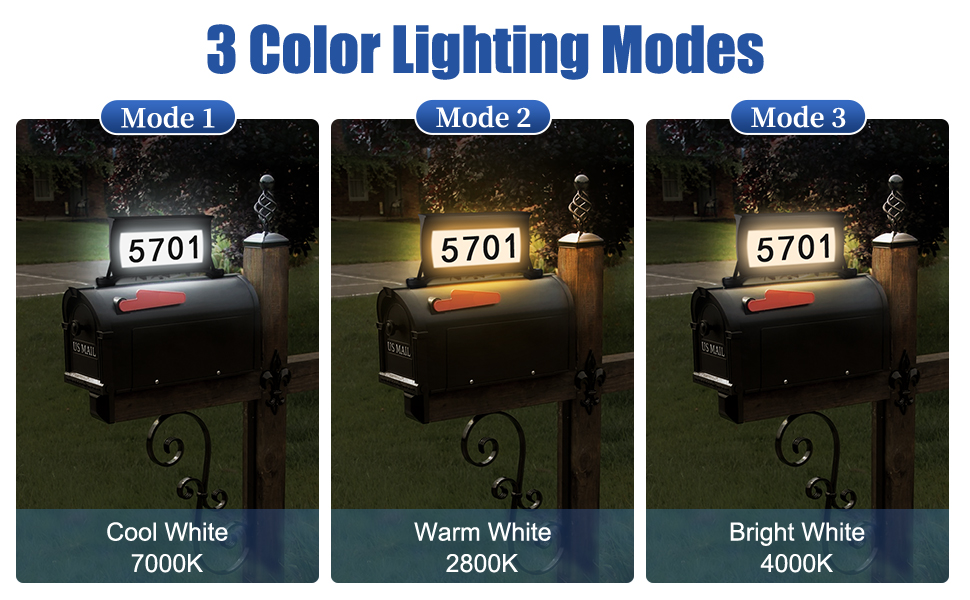 3 Color Lighting Modes
Mode 1
Mode 2
Mode 3
5701
5701
5701
US MAIL
US MAIL
US MAIL
Cool White
7000K
Warm White
2800K
Bright White
4000K